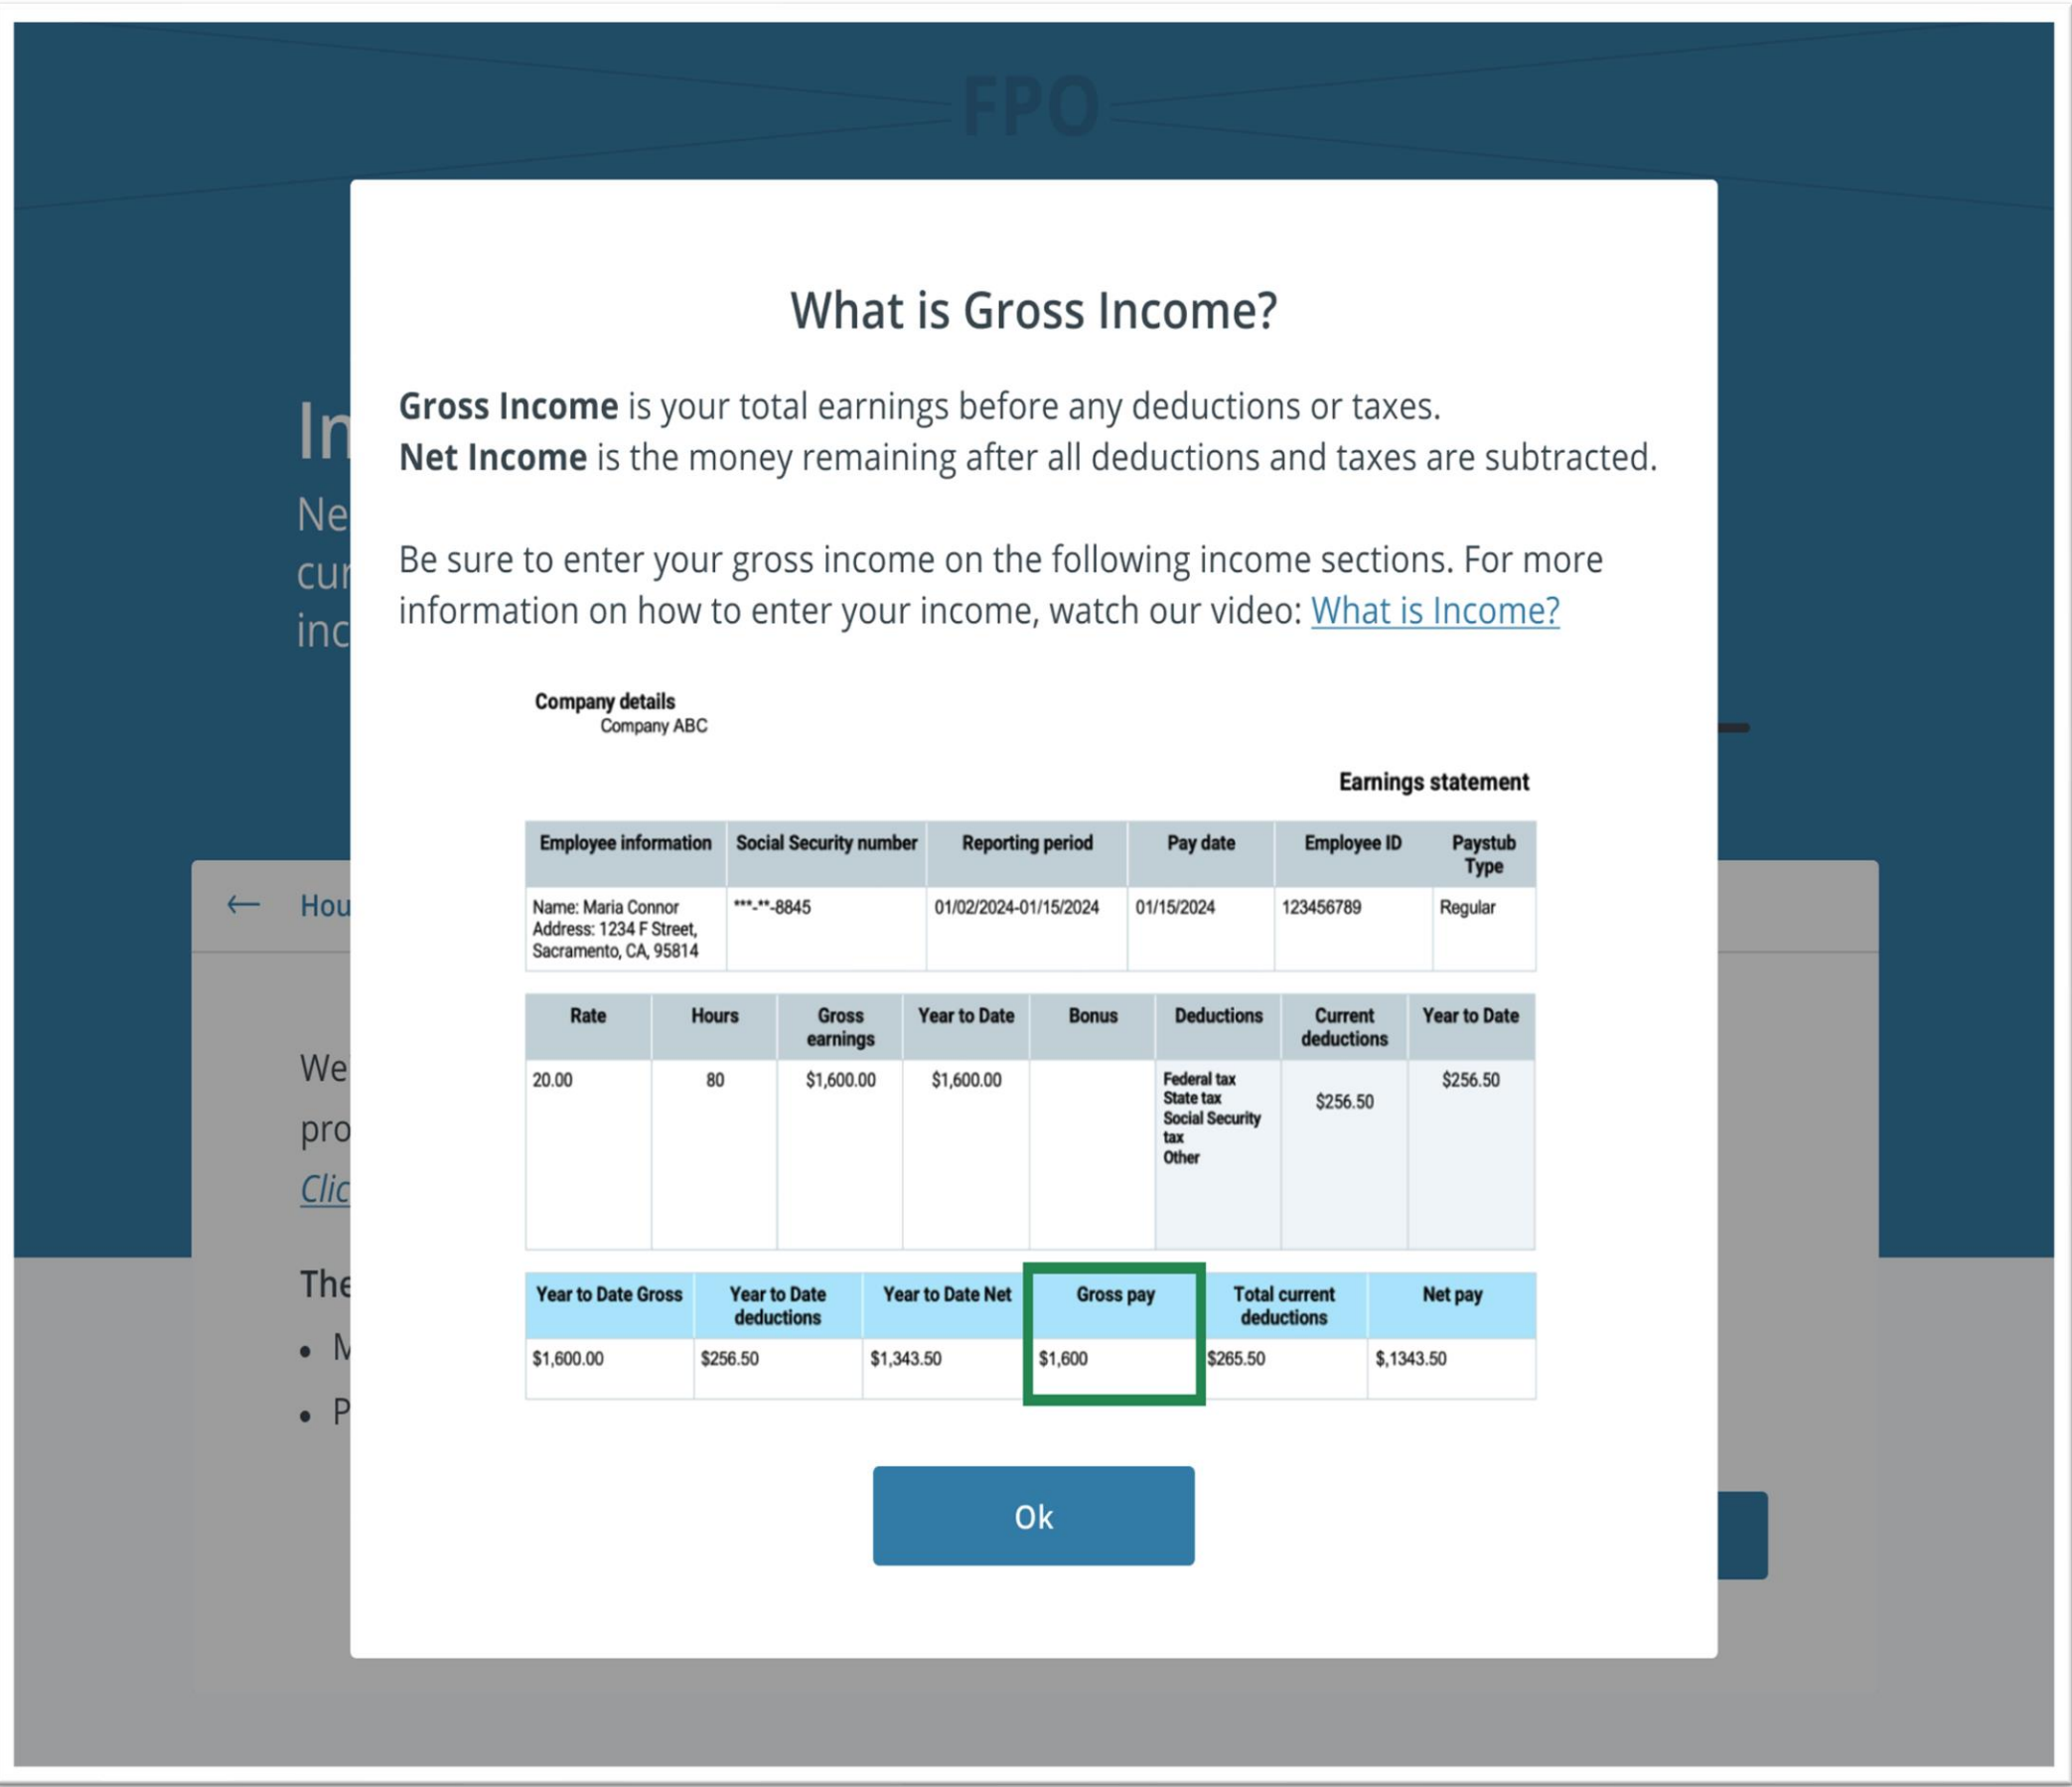 FPO
What is Gross Income?
Gross Income is your total earnings before any deductions or taxes.
Net Income is the money remaining after all deductions and taxes are subtracted.
Be sure to enter your gross income on the following income sections. For more
information on how to enter your income, watch our video: What is Income?
Company details
Company ABC
Earnings statement
Employee information Social Security number Reporting period Pay date Employee ID Paystub
Type
Name: Maria Connor ***-**-8845 01/02/2024-01/15/2024 01/15/2024 123456789 Regular
Address: 1234 F Street,
Sacramento, CA, 95814
Rate Hours Gross Year to Date Bonus Deductions Current Year to Date
earnings deductions
20.00 80 $1,600.00 $1,600.00 Federal tax $256.50
State tax $256.50
Social Security
tax
Other
Year to Date Gross Year to Date Year to Date Net Gross pay Total current Net pay
deductions deductions
$1,600.00 $256.50 $1,343.50 $1,600 $265.50 $,1343.50
Ok
In
Ne
cur
inc
← Hou
We
pro
Clic
The
• M
• P